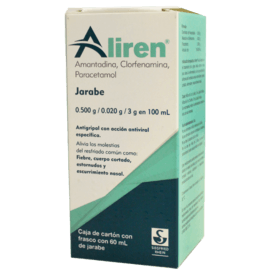 Aliren®
Amantadina, Clorfenamina,
Paracetamol
Jarabe
0.500 g / 0.020 g / 3 g en 100 mL
Antigripal con acción antiviral
específica.
Alivia las molestias
del resfriado común como:
Fiebre, cuerpo cortado,
estornudos y
escurrimiento nasal.
Caja de cartón con
frasco con 60 mL
de jarabe
S